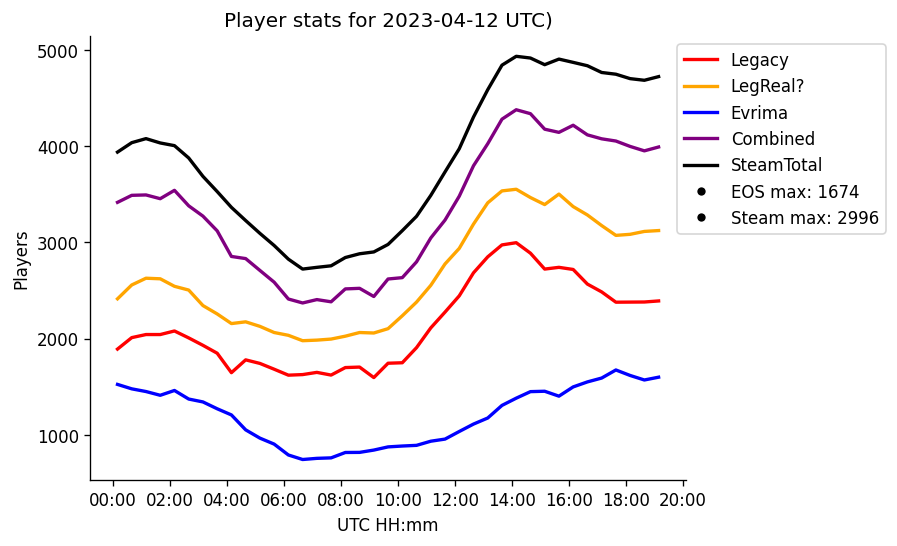 Player stats for 2023-04-12 UTC)
5000
4000
3000
2000
1000
Players
00:00 02:00 04:00 06:00 08:00 10:00 12:00 14:00 16:00 18:00 20:00
UTC HH:mm
Legacy
LegReal?
Evrima
Combined
SteamTotal
EOS max: 1674
Steam max: 2996